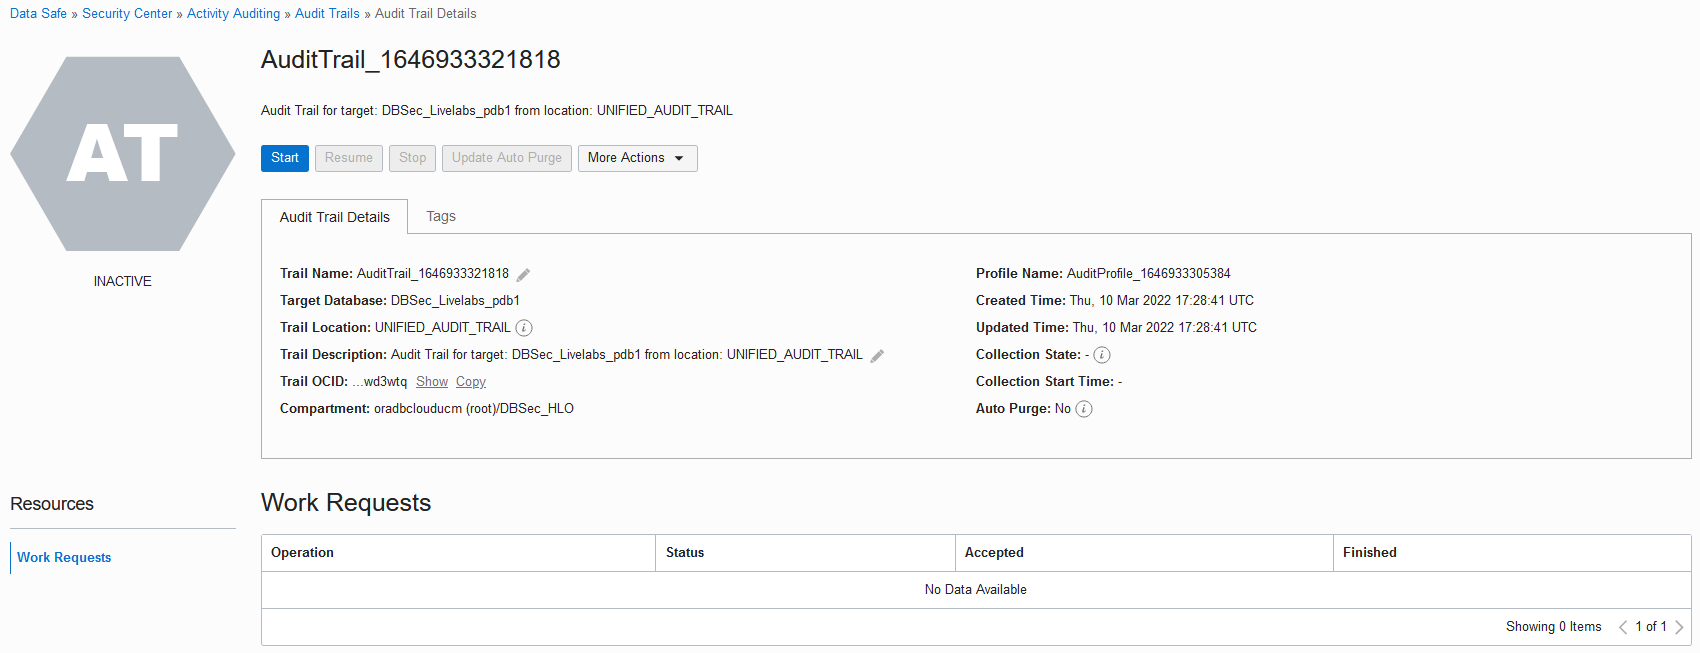 Data Safe » Security Center » Activity Auditing » Audit Trails » Audit Trail Details
AT
INACTIVE
AuditTrail_1646933321818
Audit Trail for target: DBSec_Livelabs_pdb1 from location: UNIFIED_AUDIT_TRAIL
Start Resume Stop Update Auto Purge More Actions
Audit Trail Details Tags
Trail Name: AuditTrail_1646933321818
Target Database: DBSec_Livelabs_pdb1
Trail Location: UNIFIED_AUDIT_TRAIL i
Trail Description: Audit Trail for target: DBSec_Livelabs_pdb1 from location: UNIFIED_AUDIT_TRAIL
Trail OCID: ...wd3wtq Show Copy
Compartment: oradbclouducm (root)/DBSec_HLO
Profile Name: AuditProfile_1646933305384
Created Time: Thu, 10 Mar 2022 17:28:41 UTC
Updated Time: Thu, 10 Mar 2022 17:28:41 UTC
Collection State: - i
Collection Start Time: -
Auto Purge: No i
Resources
Work Requests
Work Requests
Operation Status Accepted Finished
No Data Available
Showing 0 Items < 1 of 1 >